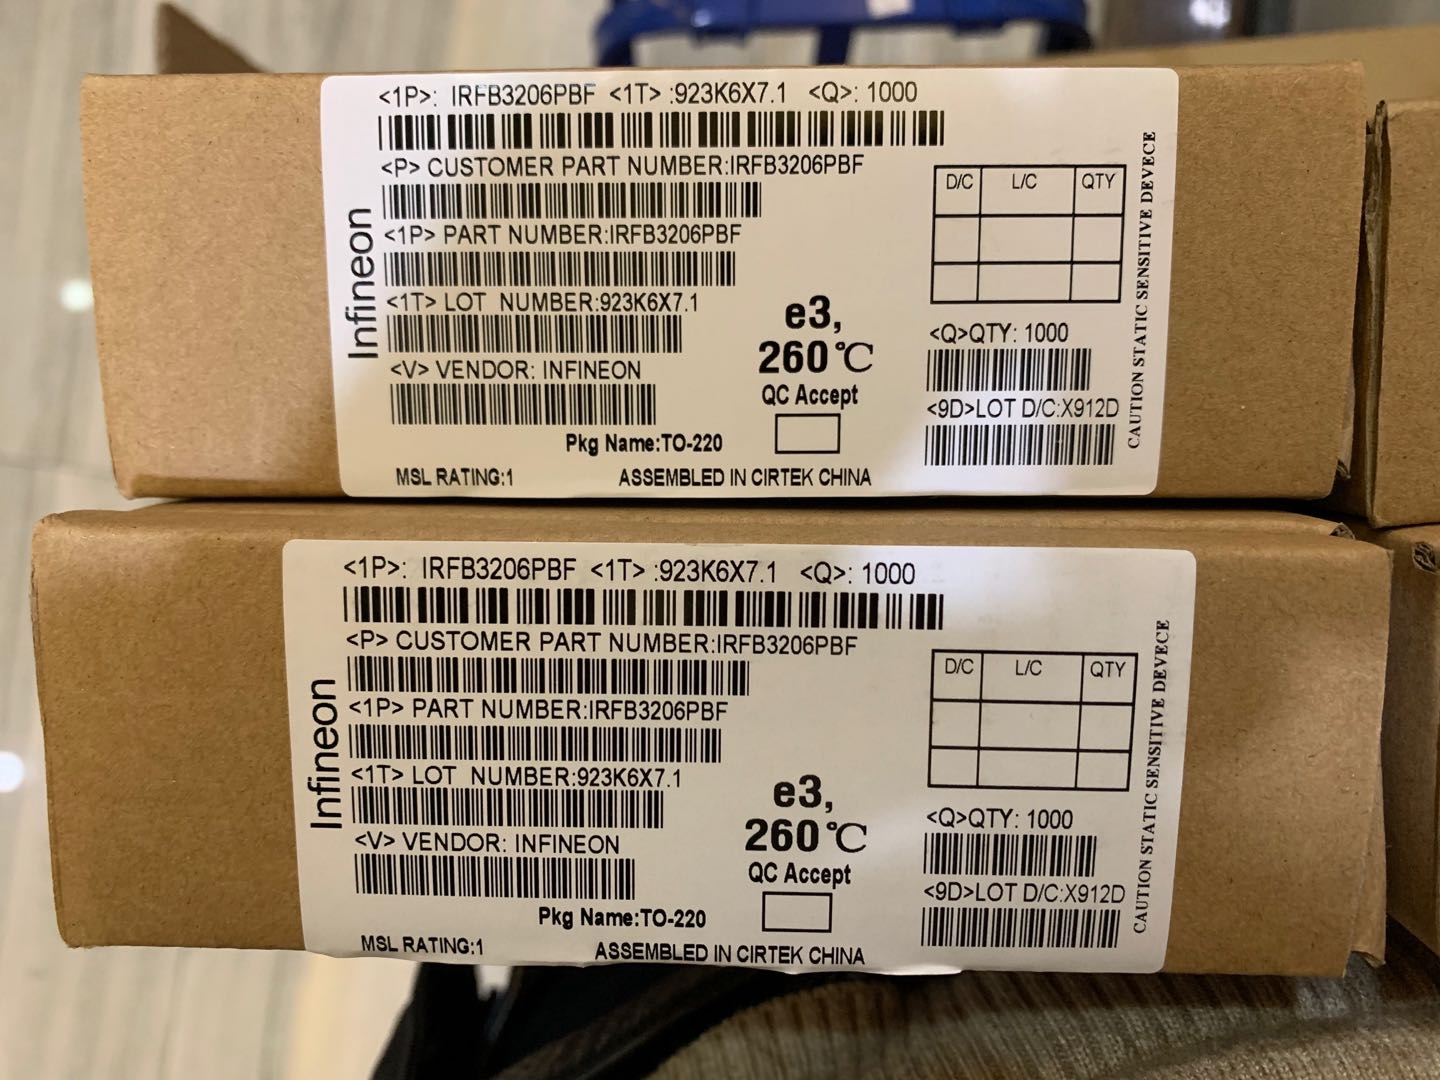 <1P>: IRFB3206PBF <1T> :923K6X7.1 <Q>: 1000
<P> CUSTOMER PART NUMBER:IRFB3206PBF
<1P> PART NUMBER:IRFB3206PBF
<1T> LOT NUMBER:923K6X7.1
<V> VENDOR: INFINEON
Pkg Name:TO-220
MSL RATING:1
ASSEMBLED IN CIRTEK CHINA
Infineon
e3,
260℃
QC Accept
D/C L/C QTY
<Q>QTY: 1000
<9D>LOT D/C:X912D
CAUTION STATIC SENSITIVE DEVECE
<1P>: IRFB3206PBF <1T> :923K6X7.1 <Q>: 1000
<P> CUSTOMER PART NUMBER:IRFB3206PBF
<1P> PART NUMBER:IRFB3206PBF
<1T> LOT NUMBER:923K6X7.1
<V> VENDOR: INFINEON
Pkg Name:TO-220
MSL RATING:1
ASSEMBLED IN CIRTEK CHINA
Infineon
e3,
260℃
QC Accept
D/C L/C QTY
<Q>QTY: 1000
<9D>LOT D/C:X912D
CAUTION STATIC SENSITIVE DEVECE